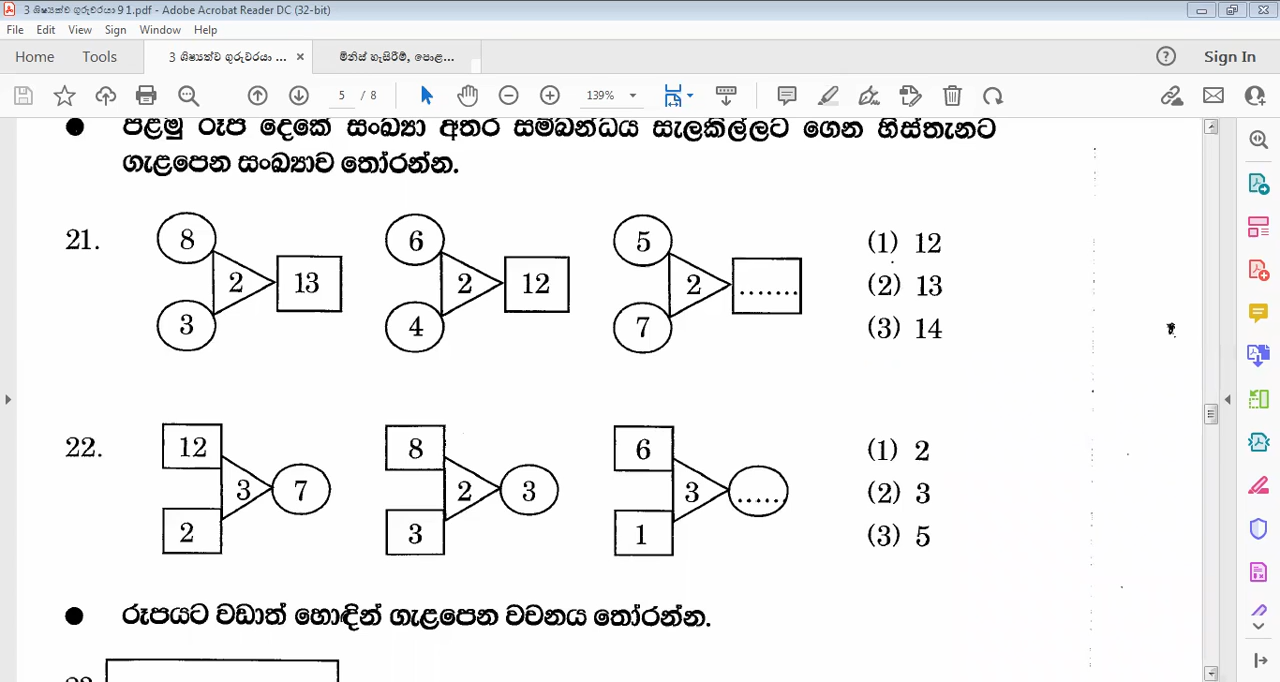 3 ශිෂ්‍යත්ව ගුරුවරයා 9 1.pdf - Adobe Acrobat Reader DC (32-bit)
File Edit View Sign Window Help
Home Tools 3 ශිෂ්‍යත්ව ගුරුවරයා ... × මිනිස් හැසිරීම්, පොළ... Sign In
5 / 8 139%
● පළමු රූප දෙකේ සංඛ්‍යා අතර සම්බන්ධය සැලකිල්ලට ගෙන හිස්තැනට
ගැළපෙන සංඛ්‍යාව තෝරන්න.
21. 8 2 3 13 6 2 4 12 5 2 7 ....... (1) 12
(2) 13
(3) 14
22. 12 3 2 7 8 2 3 3 6 3 1 ..... (1) 2
(2) 3
(3) 5
● රූපයට වඩාත් හොඳින් ගැළපෙන වචනය තෝරන්න.